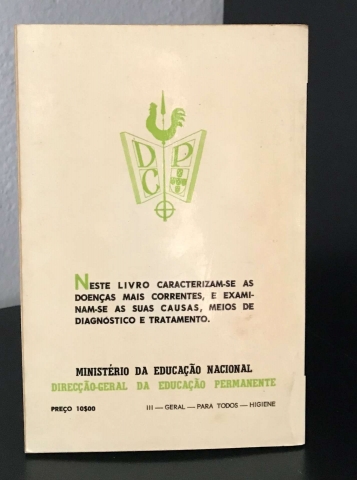 D P
C
NESTE LIVRO CARACTERIZAM-SE AS
DOENÇAS MAIS CORRENTES, E EXAMI-
NAM-SE AS SUAS CAUSAS, MEIOS DE
DIAGNÓSTICO E TRATAMENTO.
MINISTÉRIO DA EDUCAÇÃO NACIONAL
DIRECÇÃO-GERAL DA EDUCAÇÃO PERMANENTE
PREÇO 10$00 III — GERAL — PARA TODOS — HIGIENE